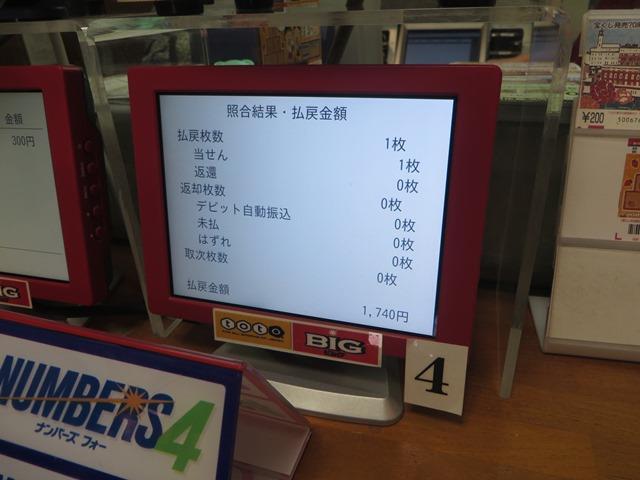 照合結果・払戻金額
払戻枚数 1枚
当せん 1枚
返還 0枚
返却枚数 0枚
デビット自動振込 0枚
未払 0枚
はずれ 0枚
取次枚数 0枚
払戻金額 1,740円
toto
BIG
4
金額
300円
IG
NUMBERS4
ナンバーズ フォー
¥200